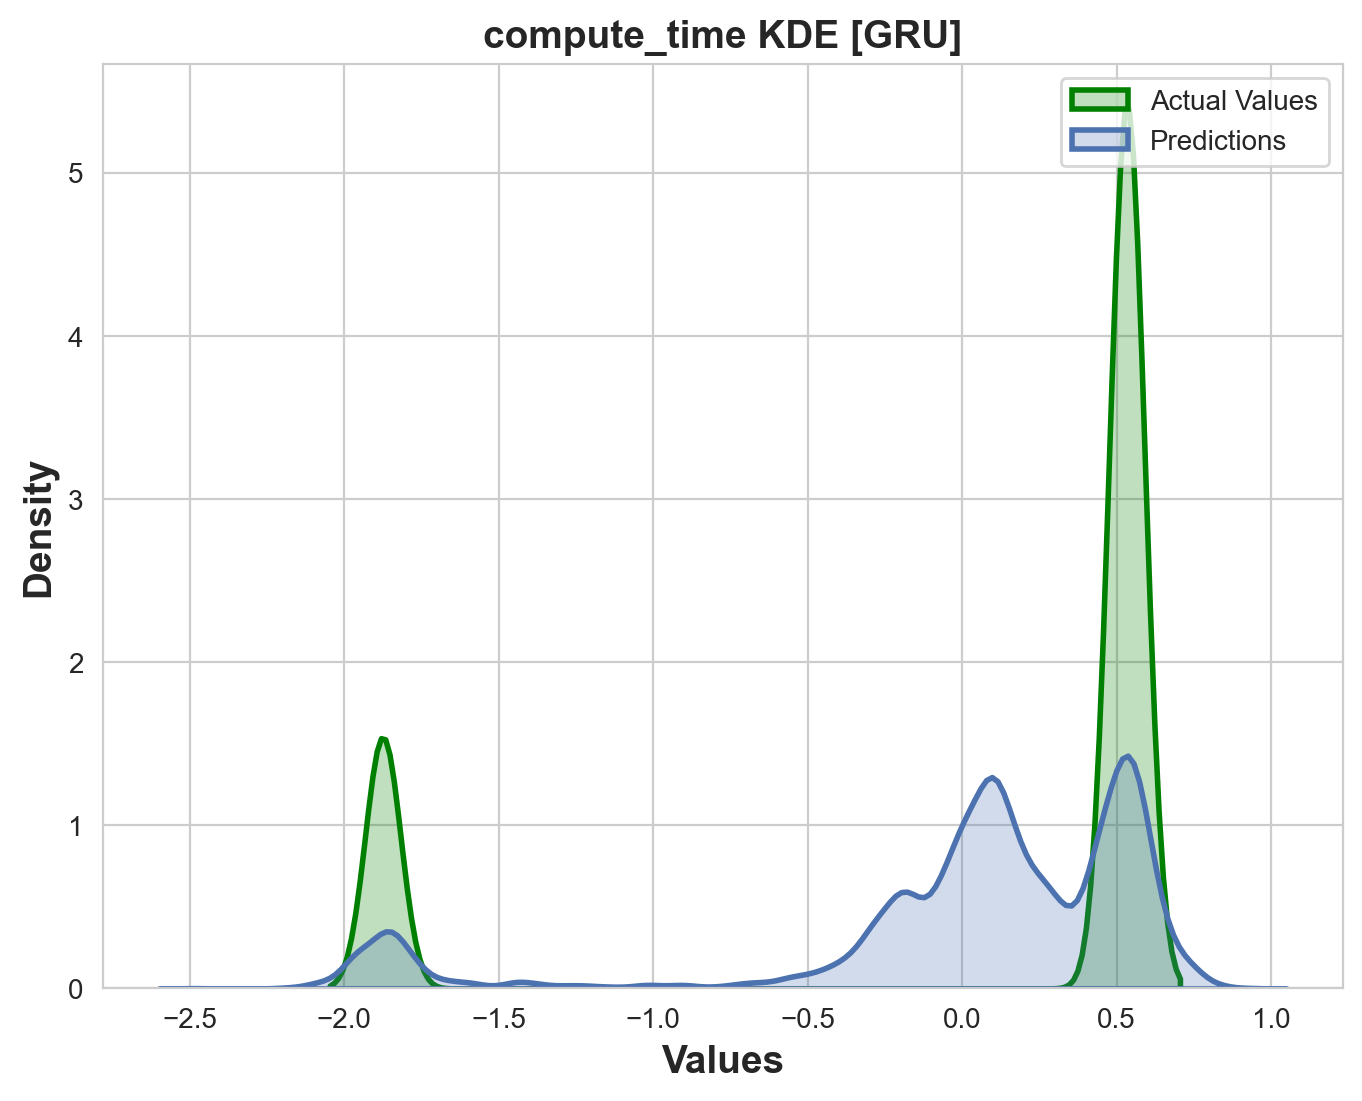 compute_time KDE [GRU]
Actual Values
Predictions
Density
5
4
3
2
1
0
−2.5 −2.0 −1.5 −1.0 −0.5 0.0 0.5 1.0
Values